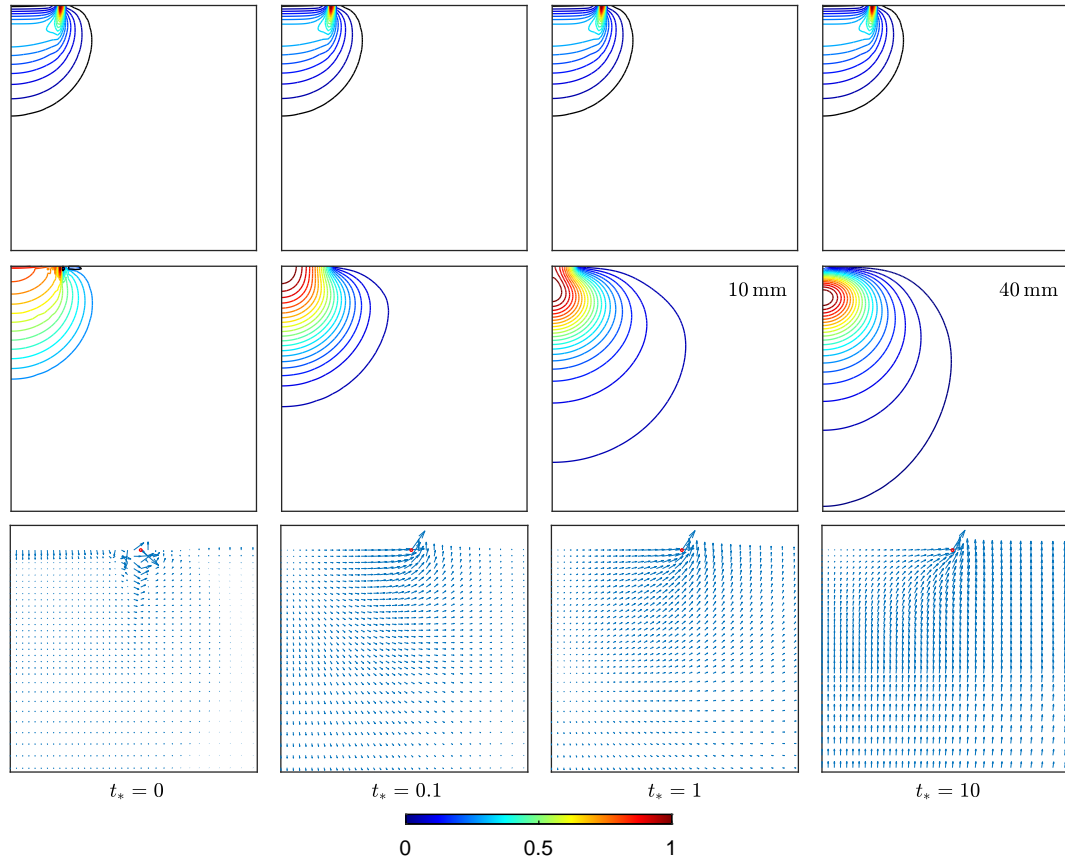 10 mm
40 mm
t* = 0
t* = 0.1
t* = 1
t* = 10
0
0.5
1